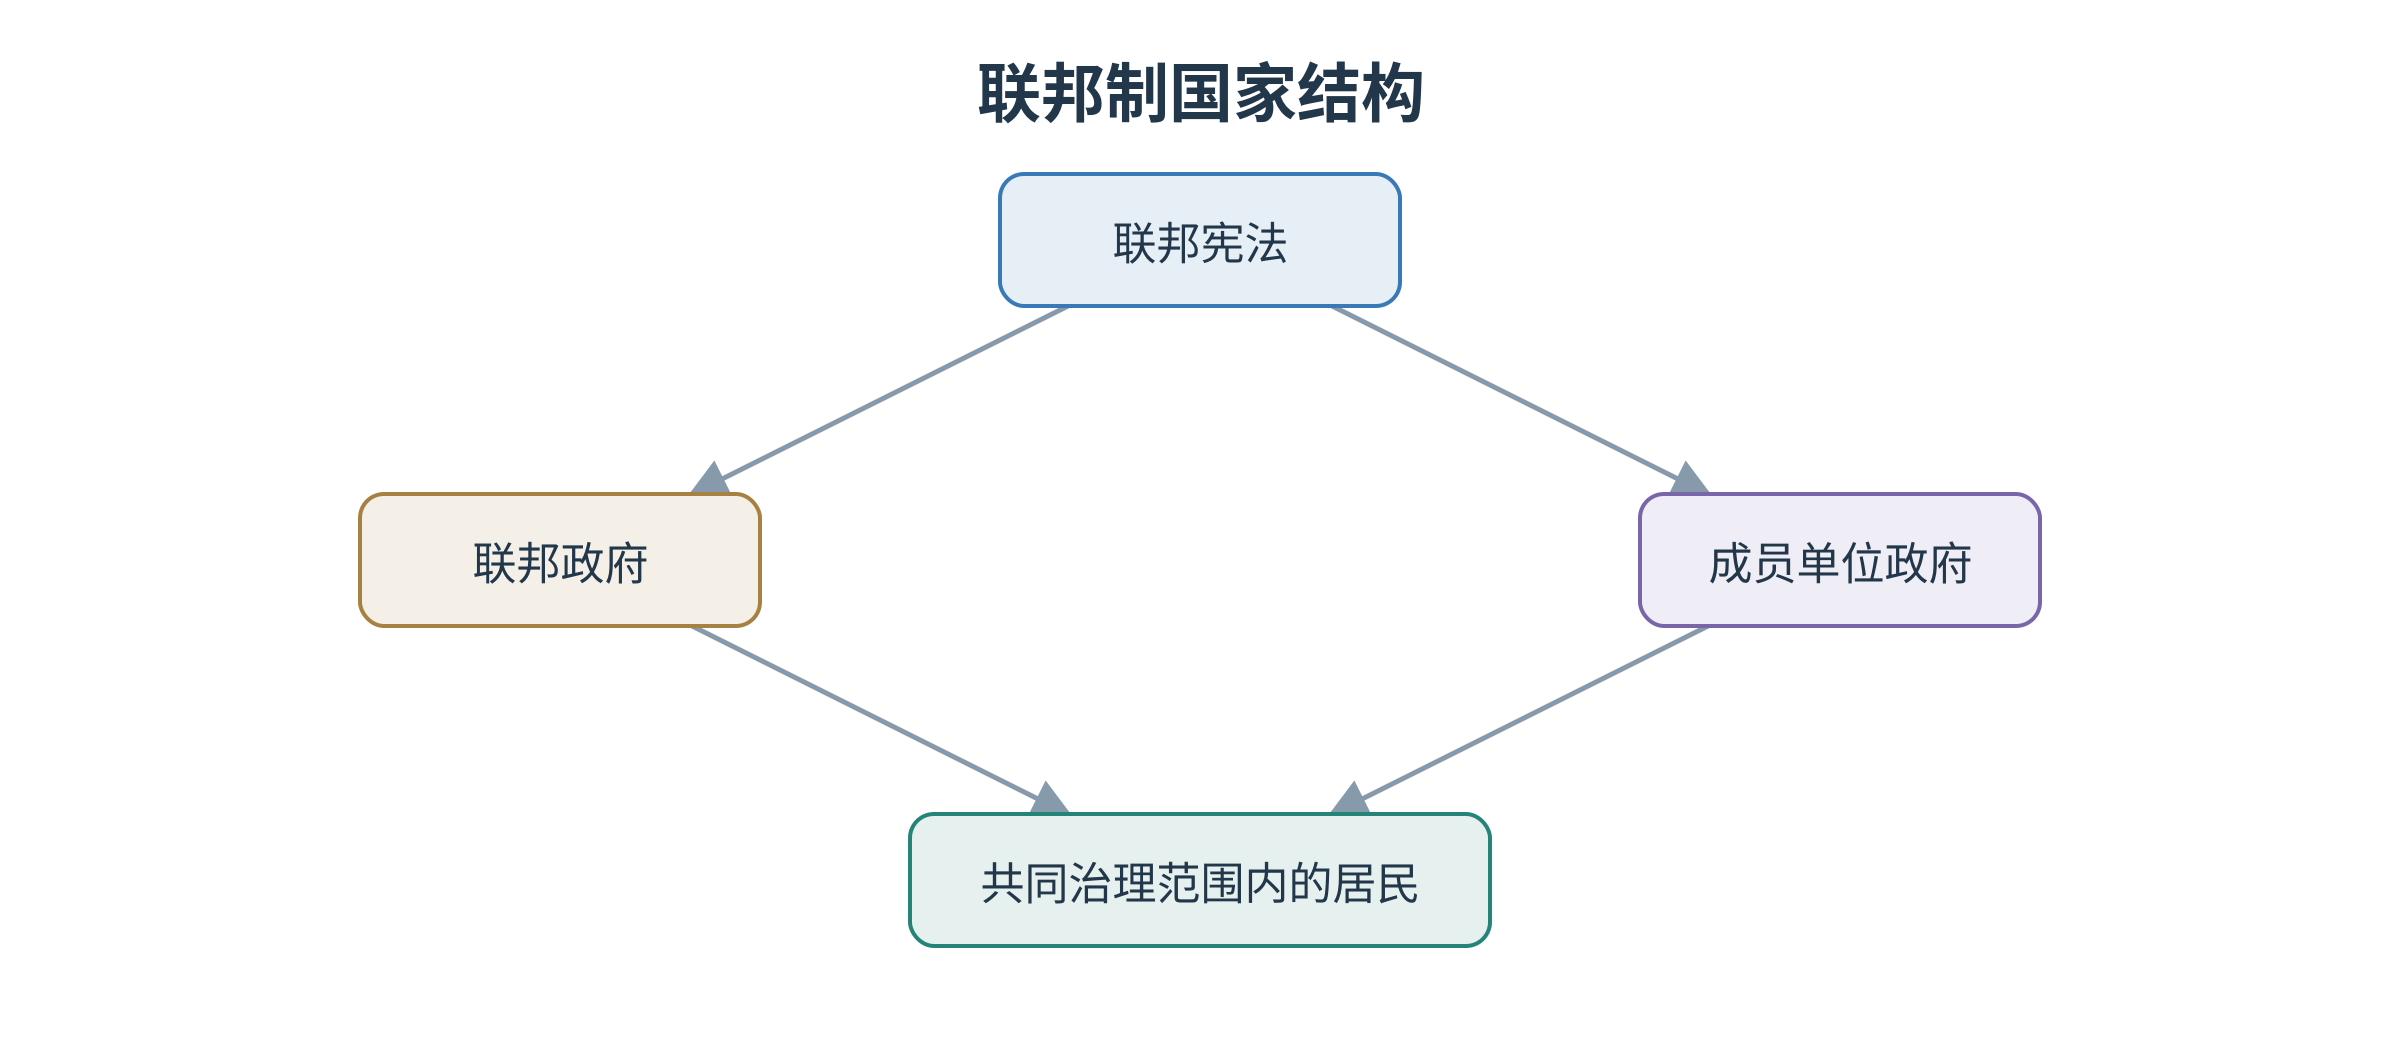 联邦制国家结构
联邦宪法
联邦政府
成员单位政府
共同治理范围内的居民